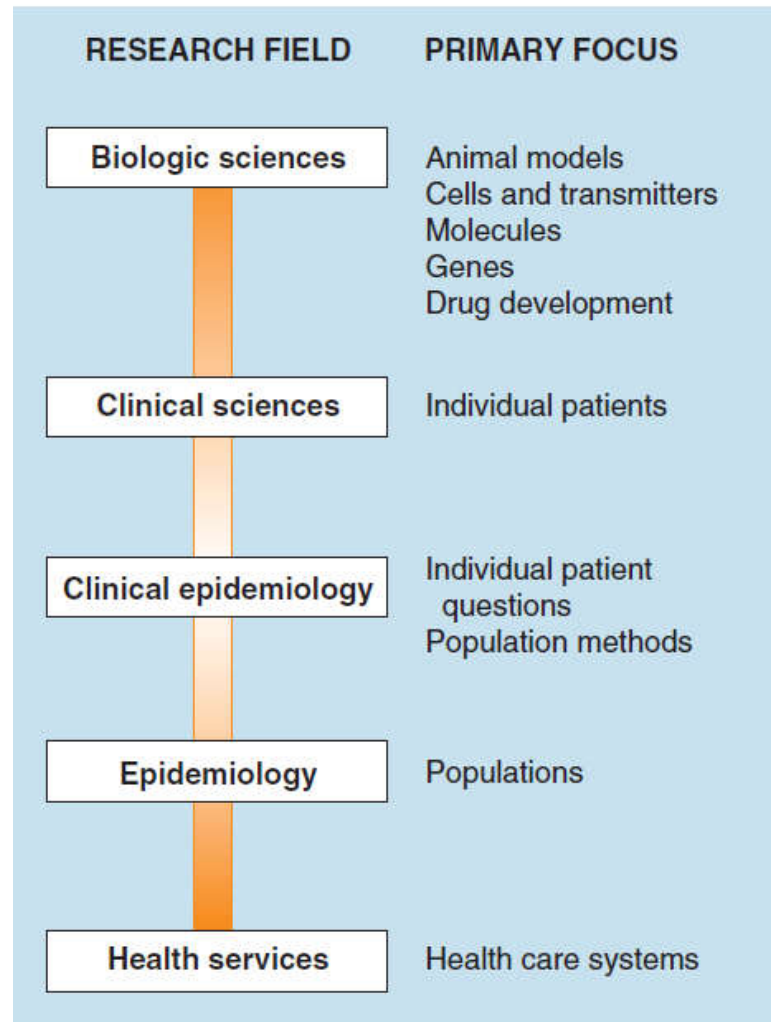 RESEARCH FIELD PRIMARY FOCUS
Biologic sciences Animal models
Cells and transmitters
Molecules
Genes
Drug development
Clinical sciences Individual patients
Clinical epidemiology Individual patient
questions
Population methods
Epidemiology Populations
Health services Health care systems